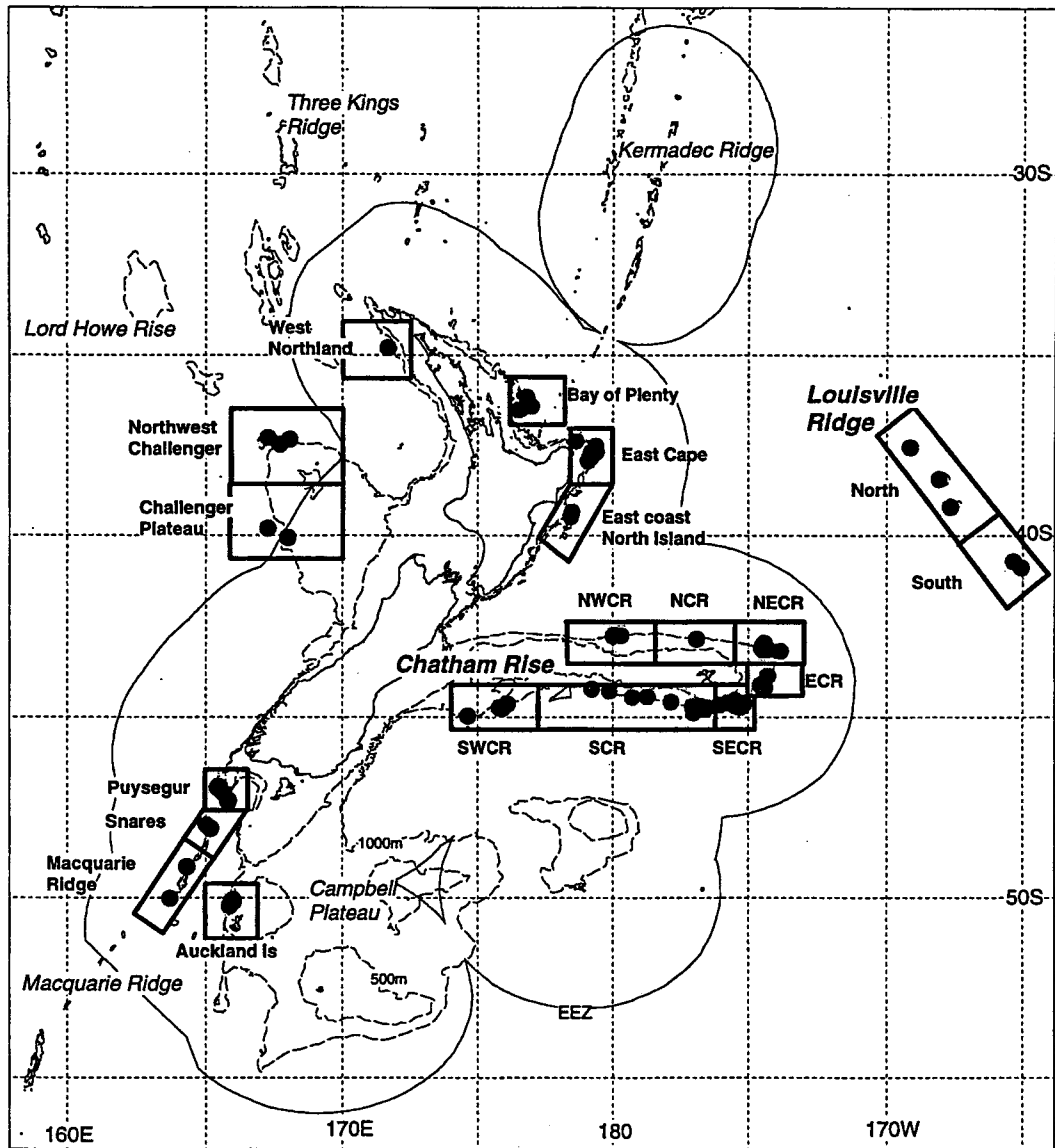 Three Kings
Ridge
Kermadec Ridge
30S
Lord Howe Rise
West
Northland
Bay of Plenty
Louisville
Ridge
Northwest
Challenger
East Cape
North
Challenger
Plateau
East coast
North Island
40S
South
NWCR
NCR
NECR
Chatham Rise
ECR
SWCR
SCR
SECR
Puysegur
Snares
1000m
Macquarie
Ridge
Campbell
Plateau
50S
Auckland Is
500m
Macquarie Ridge
EEZ
160E
170E
180
170W